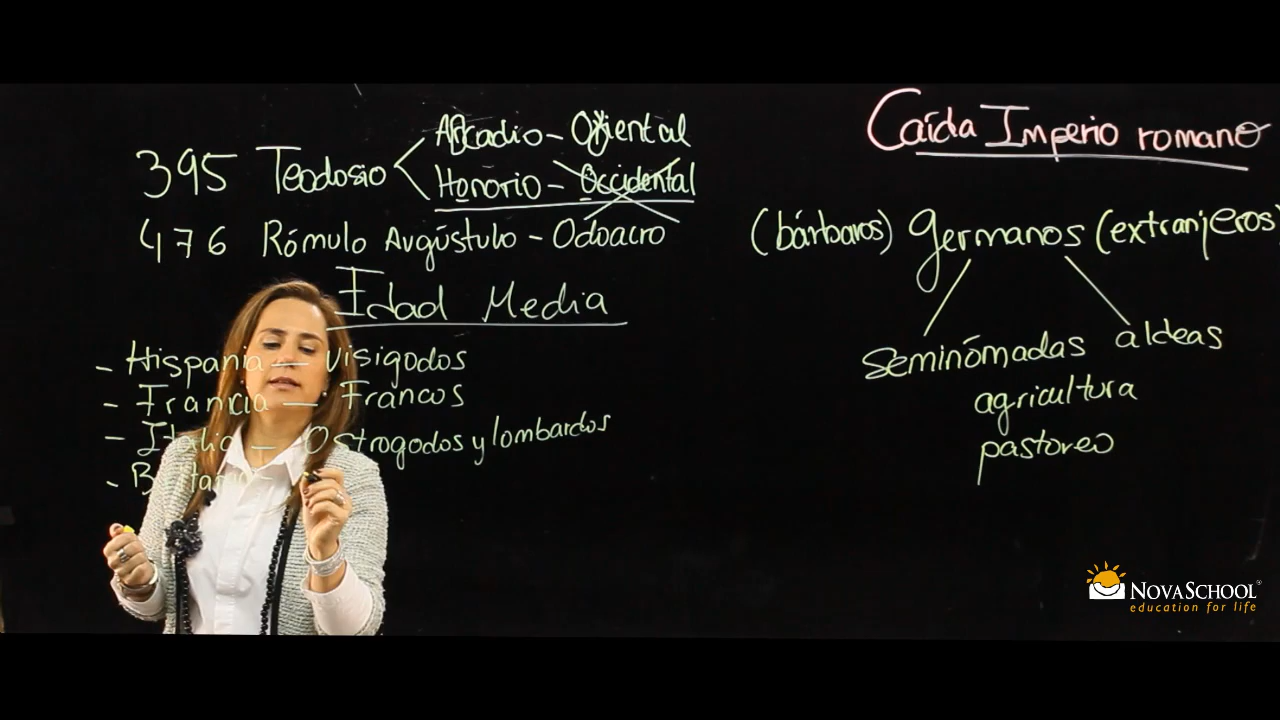 Caída Imperio romano
395 Teodosio
Arcadio - Oriental
Honorio - Occidental
476 Rómulo Augústulo - Odoacro
Edad Media
- Hispania - Visigodos
- Francia - Francos
- Italia - Ostrogodos y lombardos
-
(bárbaros) germanos (extranjeros)
seminómadas
aldeas
agricultura
pastoreo
NOVASCHOOL
education for life